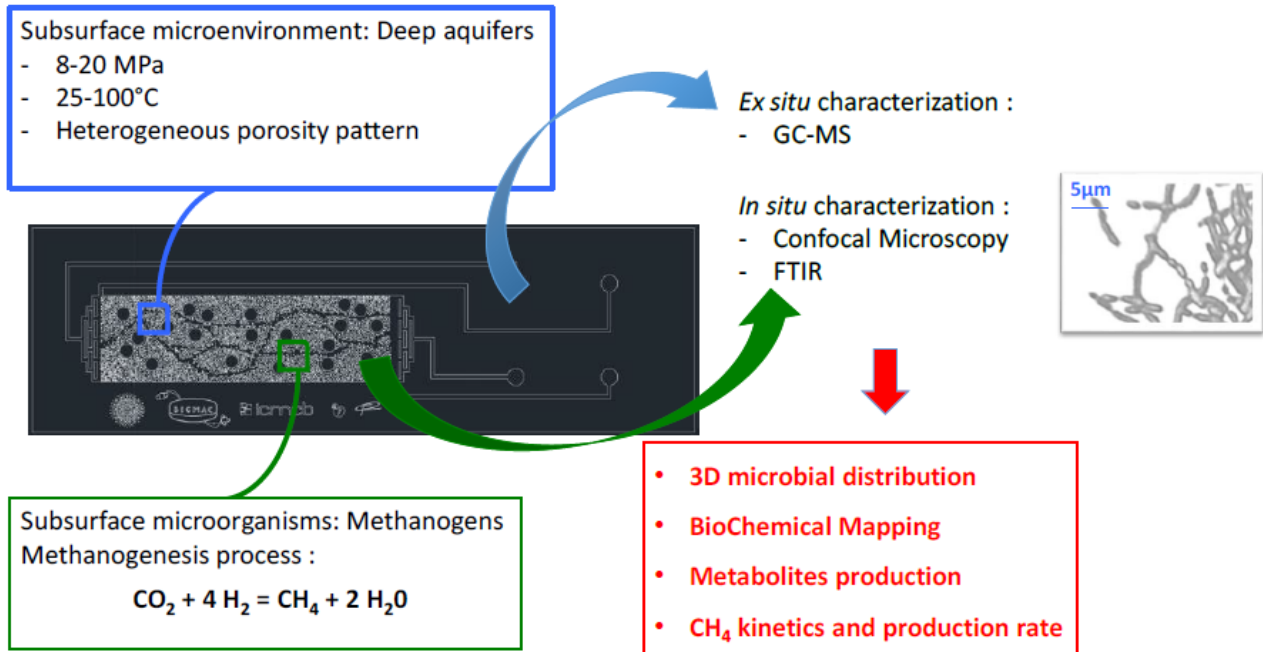 Subsurface microenvironment: Deep aquifers
- 8-20 MPa
- 25-100°C
- Heterogeneous porosity pattern
Ex situ characterization :
- GC-MS
In situ characterization :
- Confocal Microscopy
- FTIR
5µm
BIGMAC
icmcb
Subsurface microorganisms: Methanogens
Methanogenesis process :
CO₂ + 4 H₂ = CH₄ + 2 H₂0
• 3D microbial distribution
• BioChemical Mapping
• Metabolites production
• CH₄ kinetics and production rate